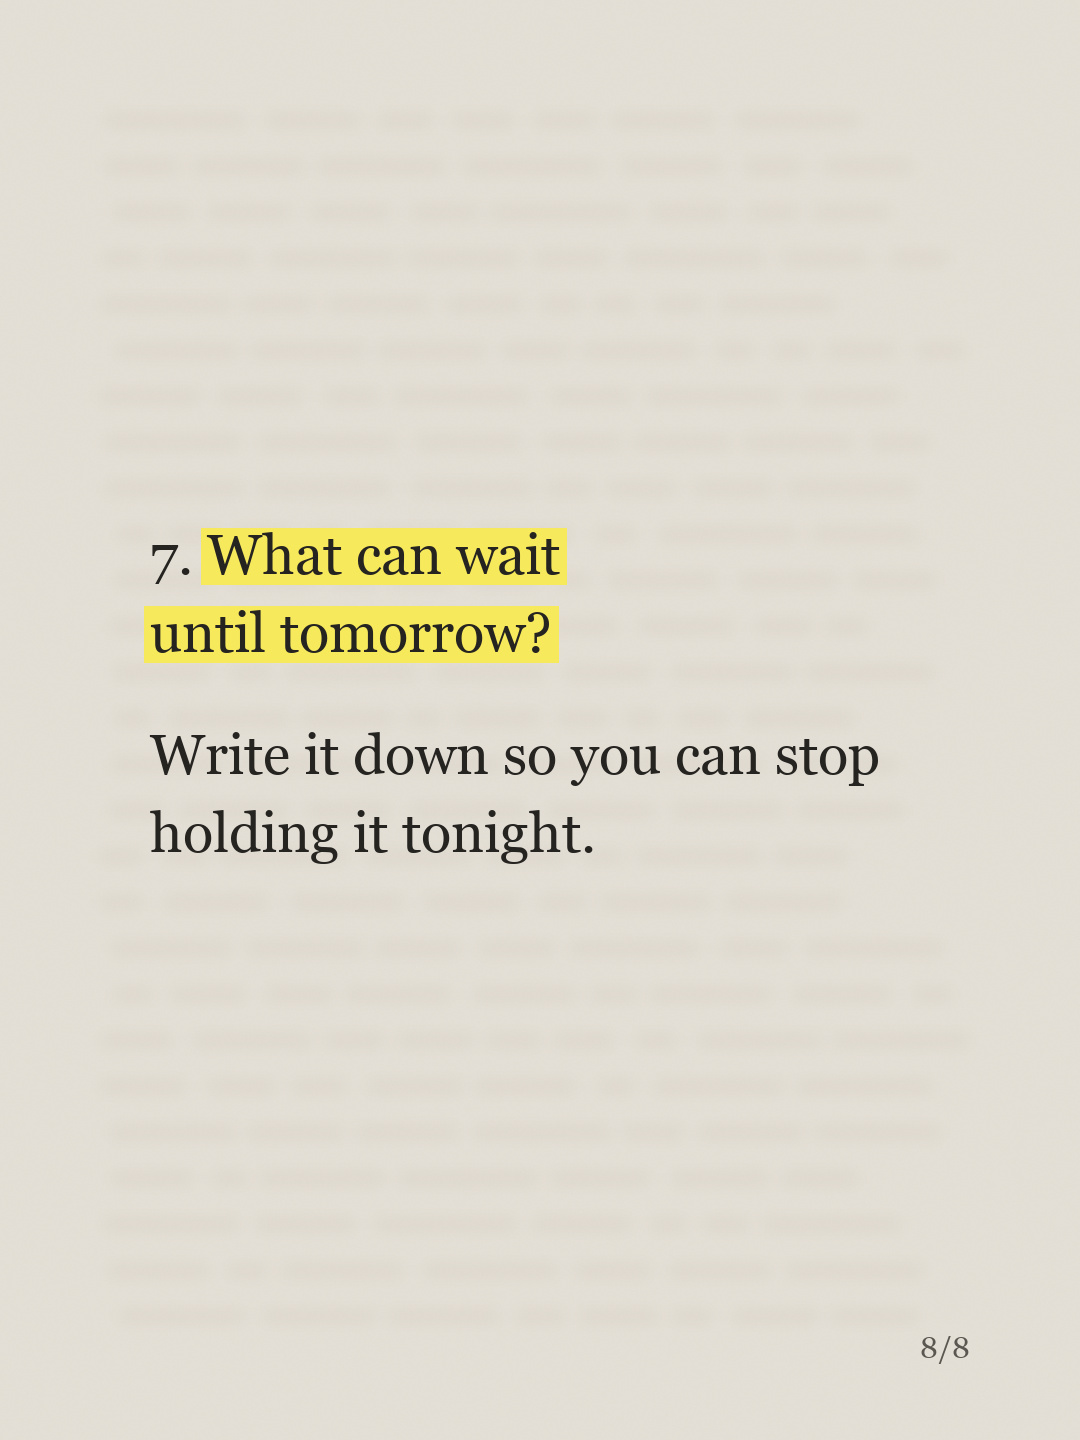 7. What can wait
until tomorrow?
Write it down so you can stop
holding it tonight.
8/8